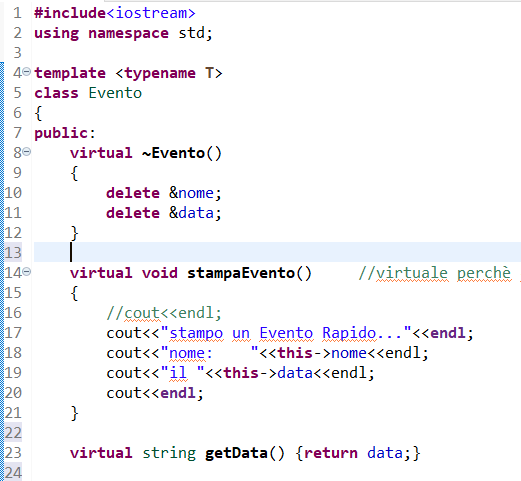 1 #include<iostream>
2 using namespace std;
3
4 template <typename T>
5 class Evento
6 {
7 public:
8     virtual ~Evento()
9     {
10         delete &nome;
11         delete &data;
12     }
13
14     virtual void stampaEvento()     //virtuale perchè
15     {
16         //cout<<endl;
17         cout<<"stampo un Evento Rapido..."<<endl;
18         cout<<"nome:    "<<this->nome<<endl;
19         cout<<"il "<<this->data<<endl;
20         cout<<endl;
21     }
22
23     virtual string getData() {return data;}
24